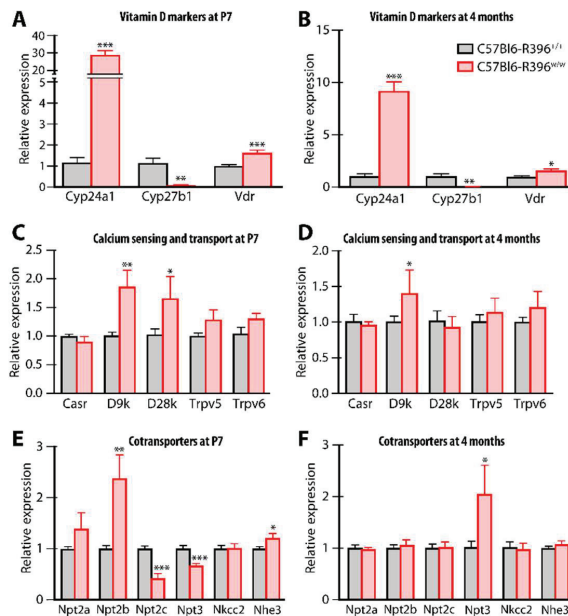 A Vitamin D markers at P7
Relative expression
30
20
10
2
1
0
***
**
***
Cyp24a1 Cyp27b1 Vdr
B Vitamin D markers at 4 months
C57Bl6-R396+/+
C57Bl6-R396w/w
Relative expression
15
10
5
0
***
**
*
Cyp24a1 Cyp27b1 Vdr
C Calcium sensing and transport at P7
Relative expression
2.5
2.0
1.5
1.0
0.5
0.0
**
*
Casr D9k D28k Trpv5 Trpv6
D Calcium sensing and transport at 4 months
Relative expression
2.0
1.5
1.0
0.5
0.0
*
Casr D9k D28k Trpv5 Trpv6
E Cotransporters at P7
Relative expression
3
2
1
0
**
***
***
*
Npt2a Npt2b Npt2c Npt3 Nkcc2 Nhe3
F Cotransporters at 4 months
Relative expression
3
2
1
0
*
Npt2a Npt2b Npt2c Npt3 Nkcc2 Nhe3